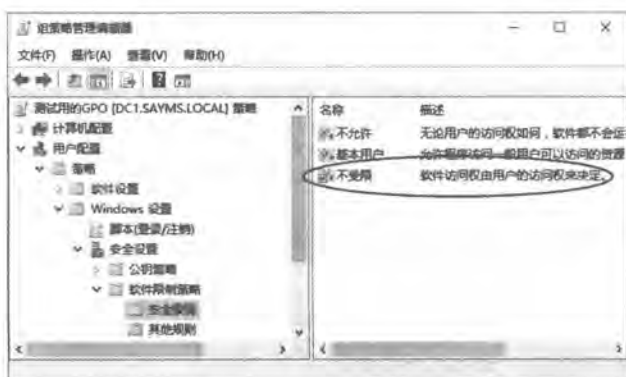 组策略管理编辑器
文件(F) 操作(A) 查看(V) 帮助(H)
测试用的GPO [DC1.SAYMS.LOCAL] 策略
计算机配置
用户配置
策略
软件设置
Windows 设置
脚本(登录/注销)
安全设置
公钥策略
软件限制策略
安全级别
其他规则
名称 描述
不允许 无论用户的访问权如何，软件都不会
基本用户 允许程序访问一般用户可以访问的资源
不受限 软件访问权由用户的访问权来决定。